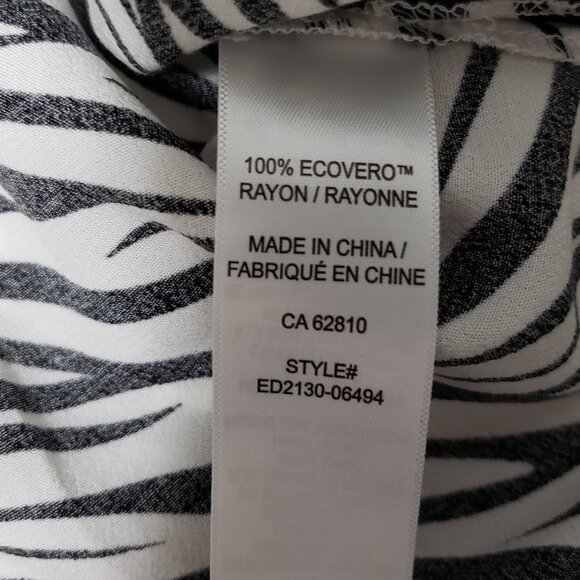 100% ECOVERO™
RAYON / RAYONNE
MADE IN CHINA /
FABRIQUÉ EN CHINE
CA 62810
STYLE#
ED2130-06494